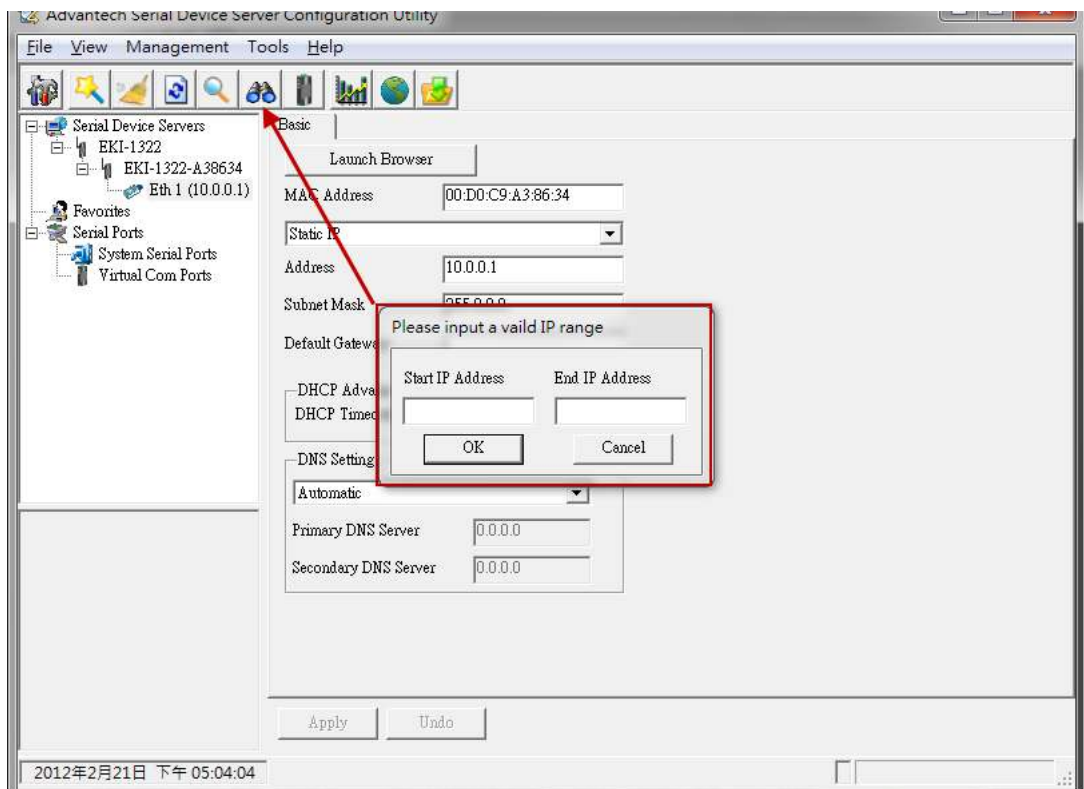 Advantech Serial Device Server Configuration Utility
File View Management Tools Help
Serial Device Servers
EKI-1322
EKI-1322-A38634
Eth 1 (10.0.0.1)
Favorites
Serial Ports
System Serial Ports
Virtual Com Ports
Basic
Launch Browser
MAC Address 00:D0:C9:A3:86:34
Static IP
Address 10.0.0.1
Subnet Mask 255.0.0.0
Default Gatew
DHCP Adva
DHCP Timeo
Please input a vaild IP range
Start IP Address End IP Address
OK Cancel
DNS Setting
Automatic
Primary DNS Server 0.0.0.0
Secondary DNS Server 0.0.0.0
Apply Undo
2012年2月21日 下午 05:04:04